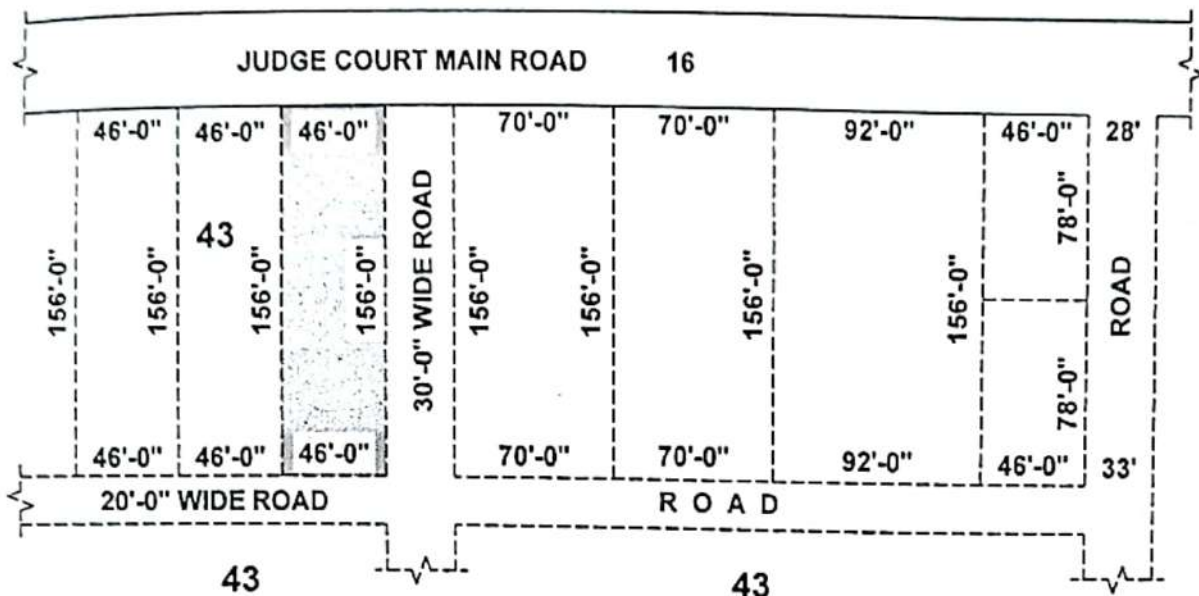 JUDGE COURT MAIN ROAD 16
46'-0" 46'-0" 46'-0" 70'-0" 70'-0" 92'-0" 46'-0" 28'
43
156'-0" 156'-0" 156'-0" 156'-0" 30'-0" WIDE ROAD 156'-0" 156'-0" 156'-0" 78'-0" ROAD
78'-0"
46'-0" 46'-0" 46'-0" 70'-0" 70'-0" 92'-0" 46'-0" 33'
20'-0" WIDE ROAD R O A D
43 43